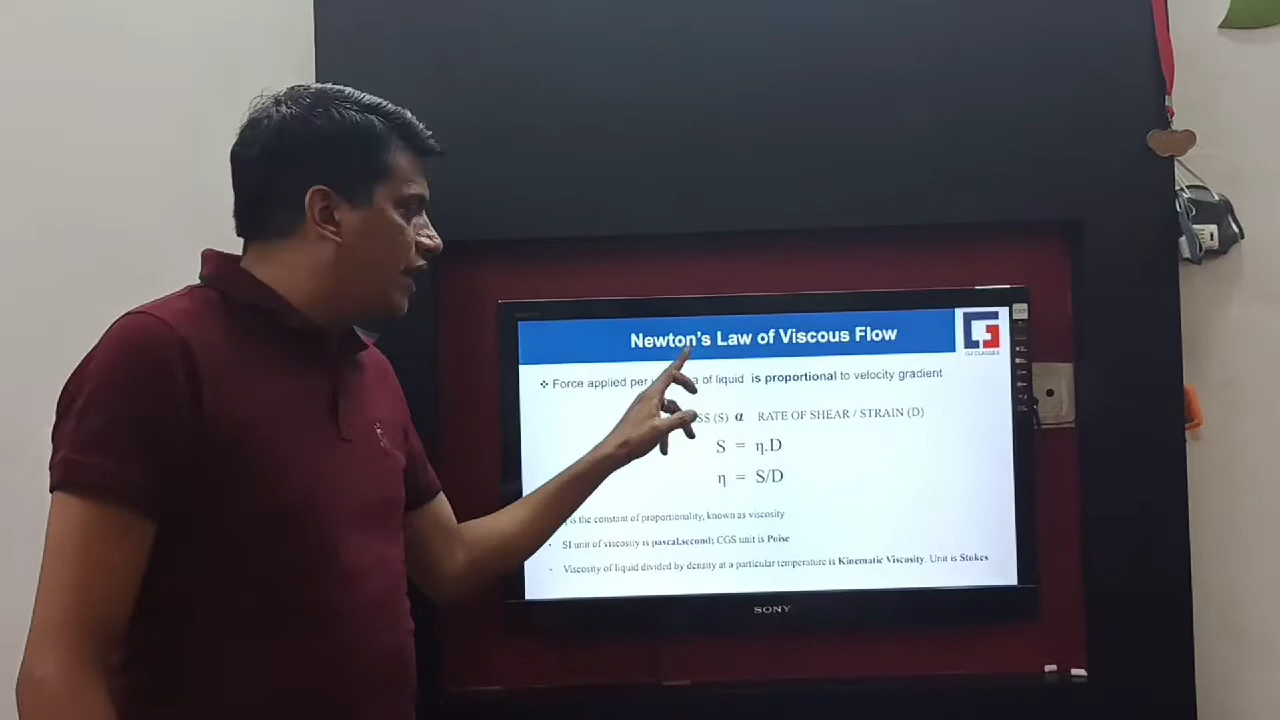 Newton's Law of Viscous Flow
GJ CLASSES
❖ Force applied per of liquid is proportional to velocity gradient
SS (S) α RATE OF SHEAR / STRAIN (D)
S = η.D
η = S/D
η is the constant of proportionality, known as viscosity
• SI unit of viscosity is pascal.second; CGS unit is Poise
• Viscosity of liquid divided by density at a particular temperature is Kinematic Viscosity. Unit is Stokes
SONY